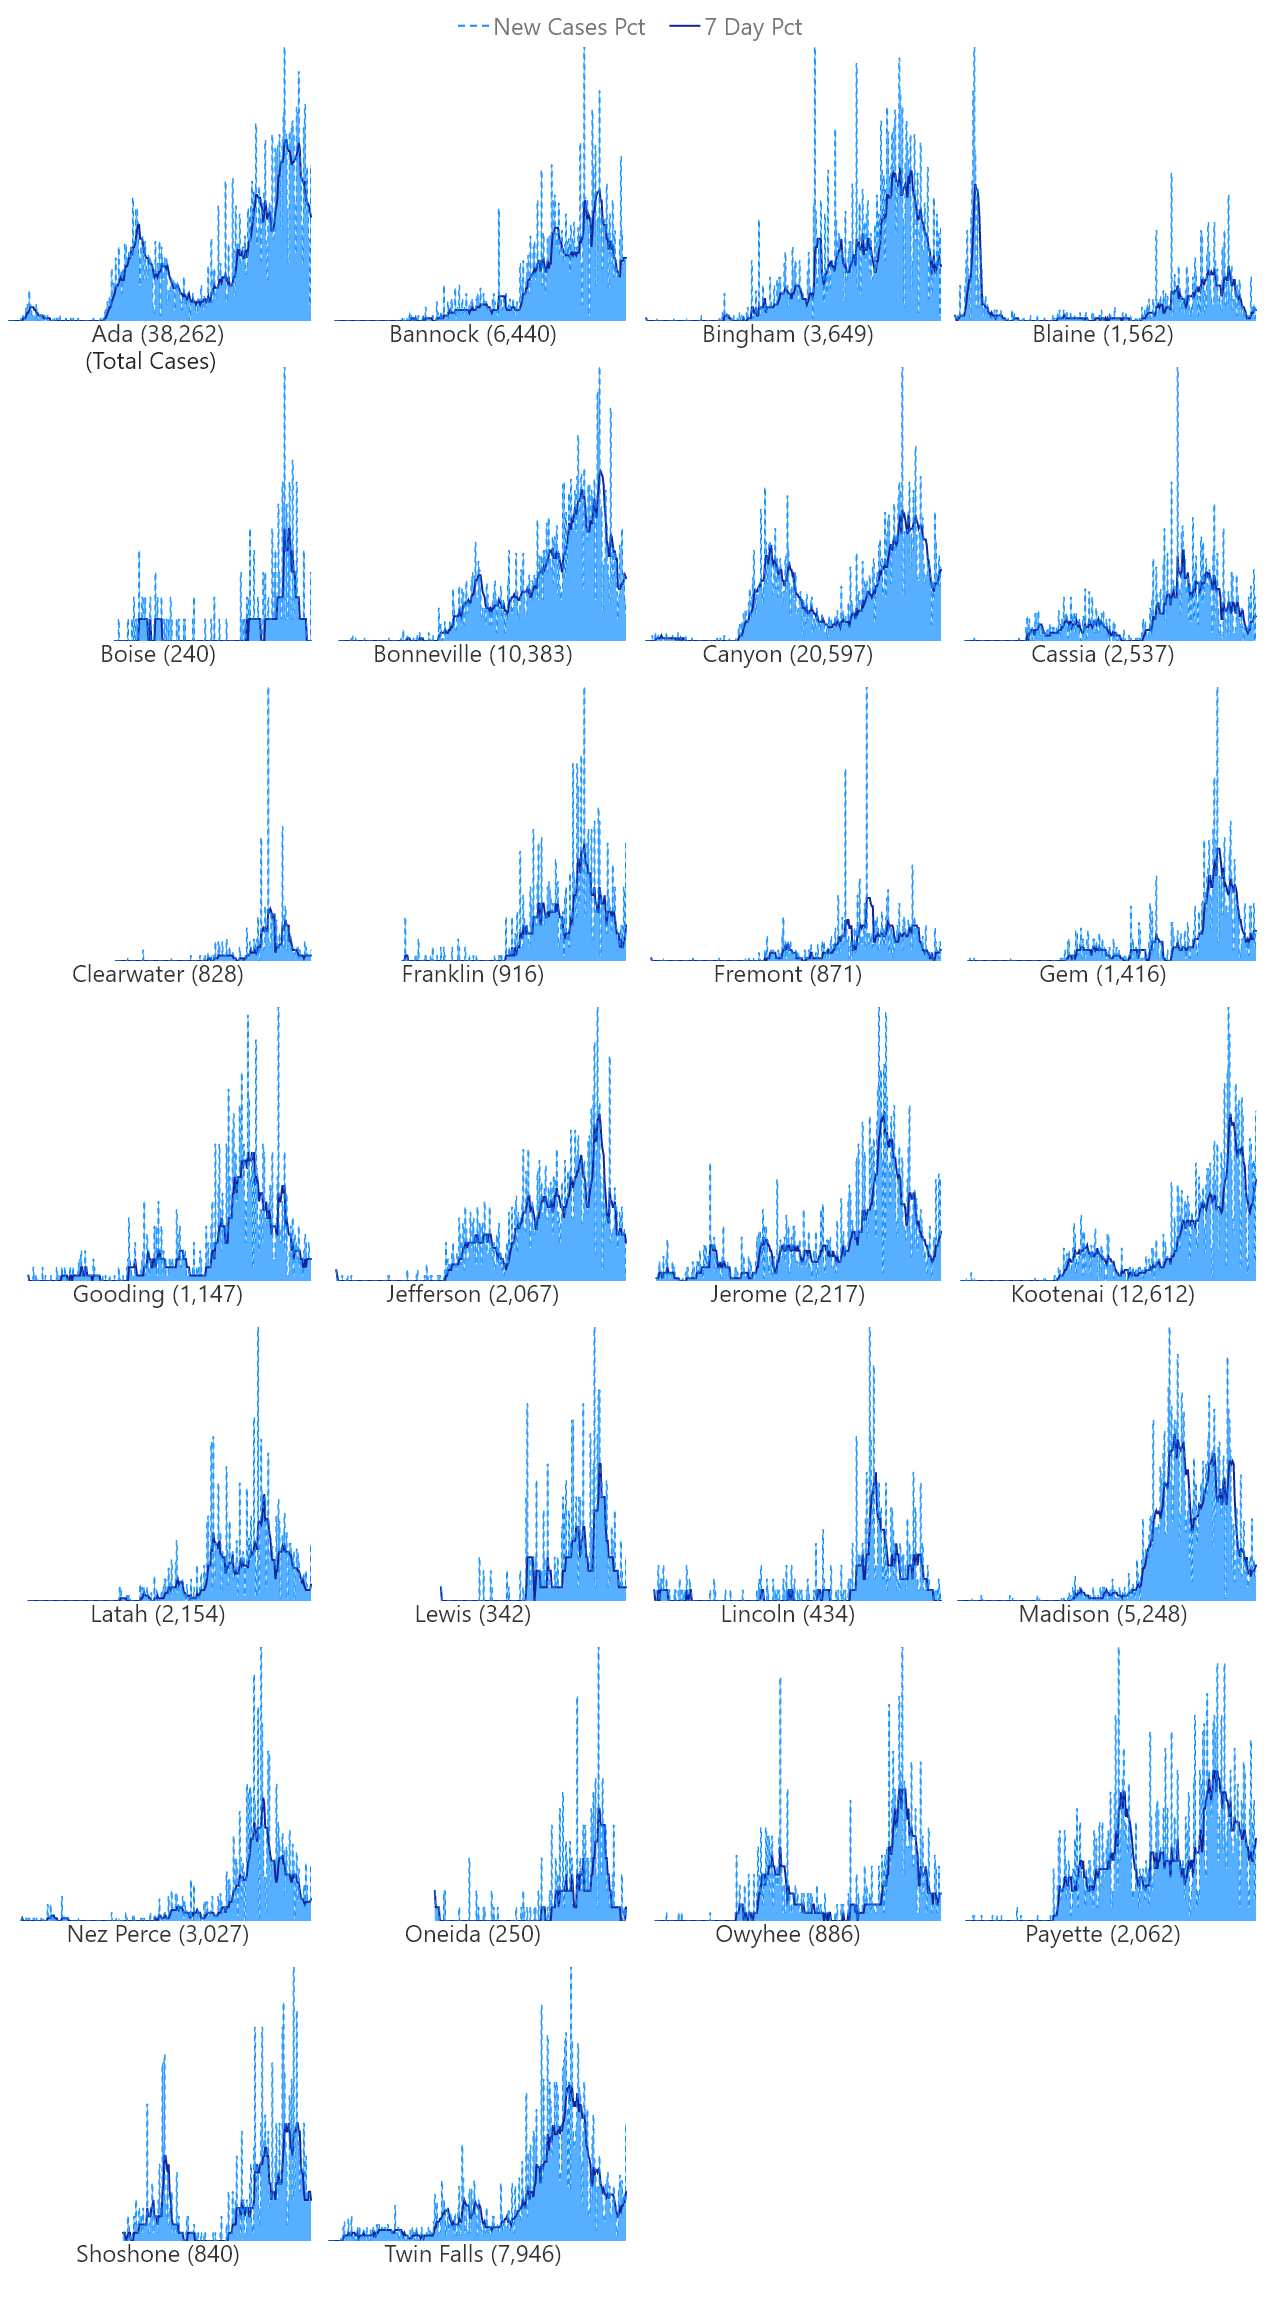 New Cases Pct 7 Day Pct
Ada (38,262) Bannock (6,440) Bingham (3,649) Blaine (1,562)
(Total Cases)
Boise (240) Bonneville (10,383) Canyon (20,597) Cassia (2,537)
Clearwater (828) Franklin (916) Fremont (871) Gem (1,416)
Gooding (1,147) Jefferson (2,067) Jerome (2,217) Kootenai (12,612)
Latah (2,154) Lewis (342) Lincoln (434) Madison (5,248)
Nez Perce (3,027) Oneida (250) Owyhee (886) Payette (2,062)
Shoshone (840) Twin Falls (7,946)